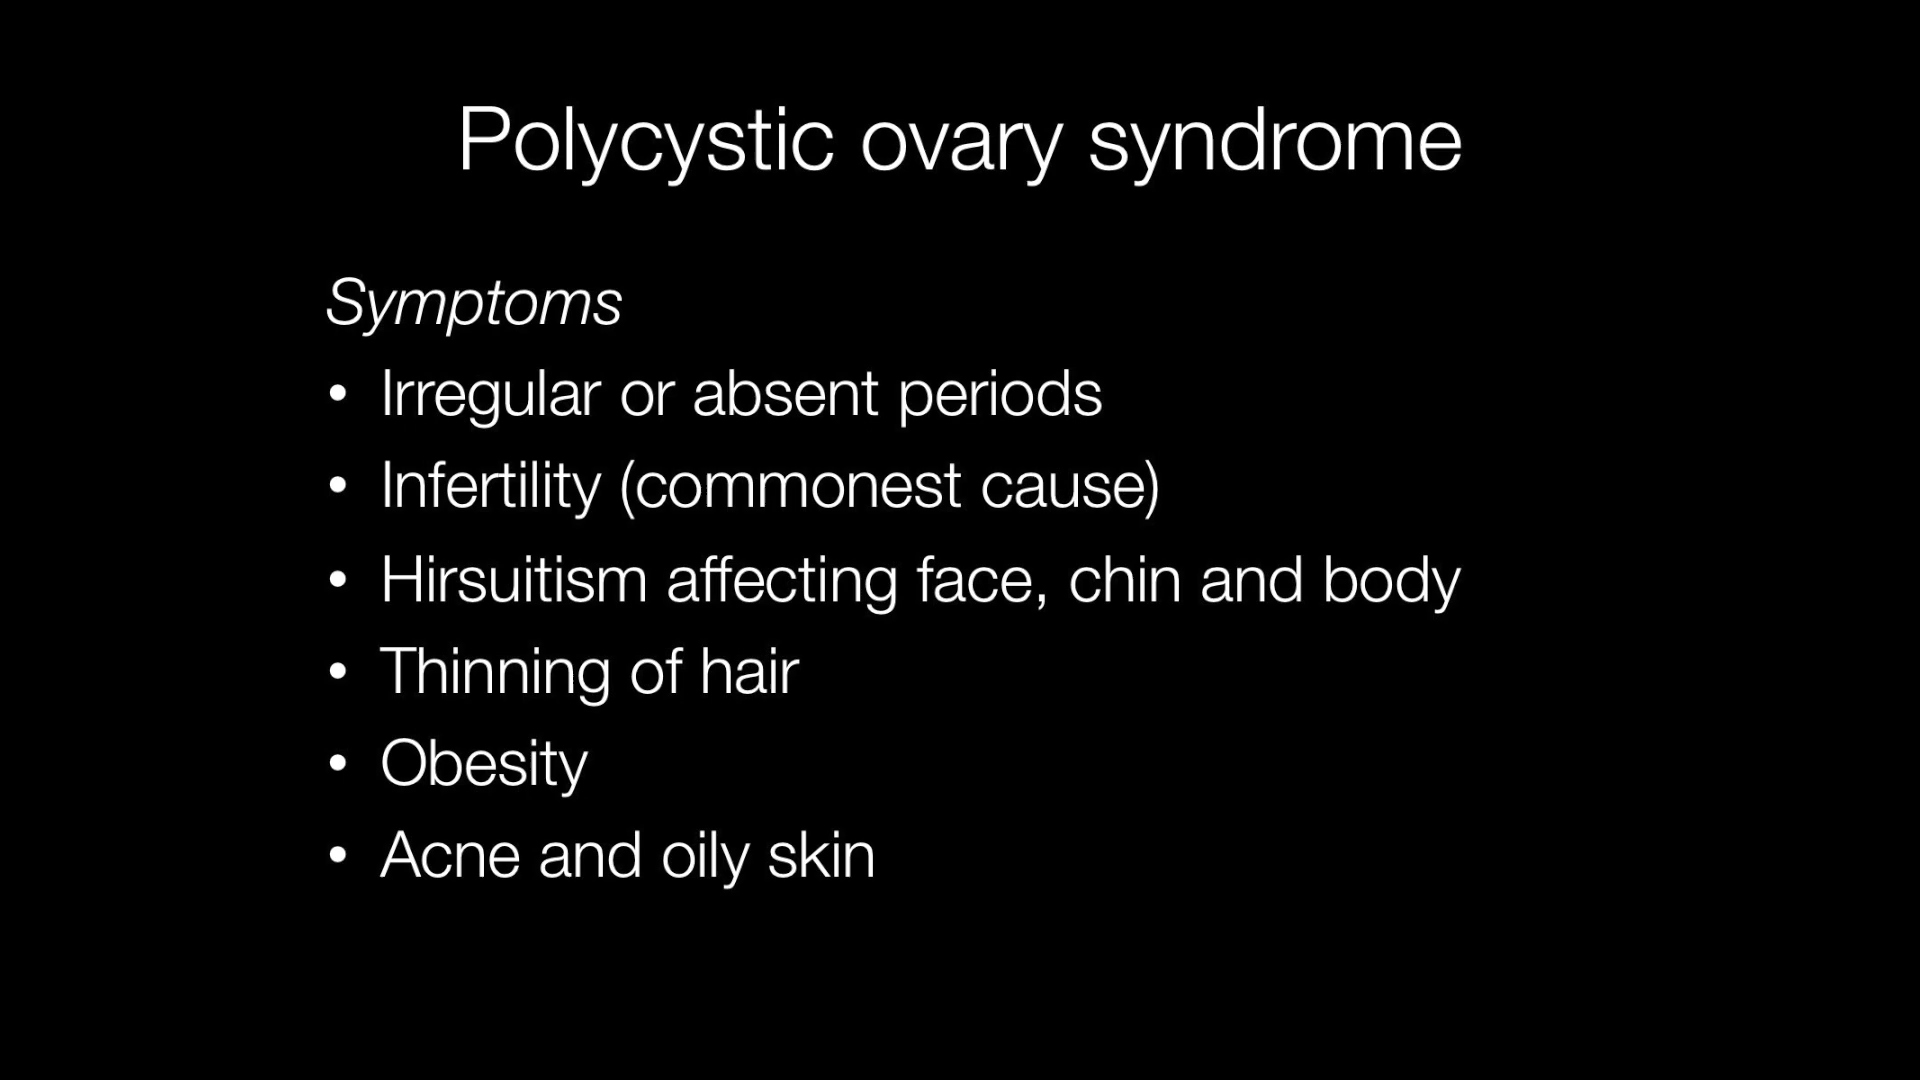 Polycystic ovary syndrome
Symptoms
• Irregular or absent periods
• Infertility (commonest cause)
• Hirsuitism affecting face, chin and body
• Thinning of hair
• Obesity
• Acne and oily skin